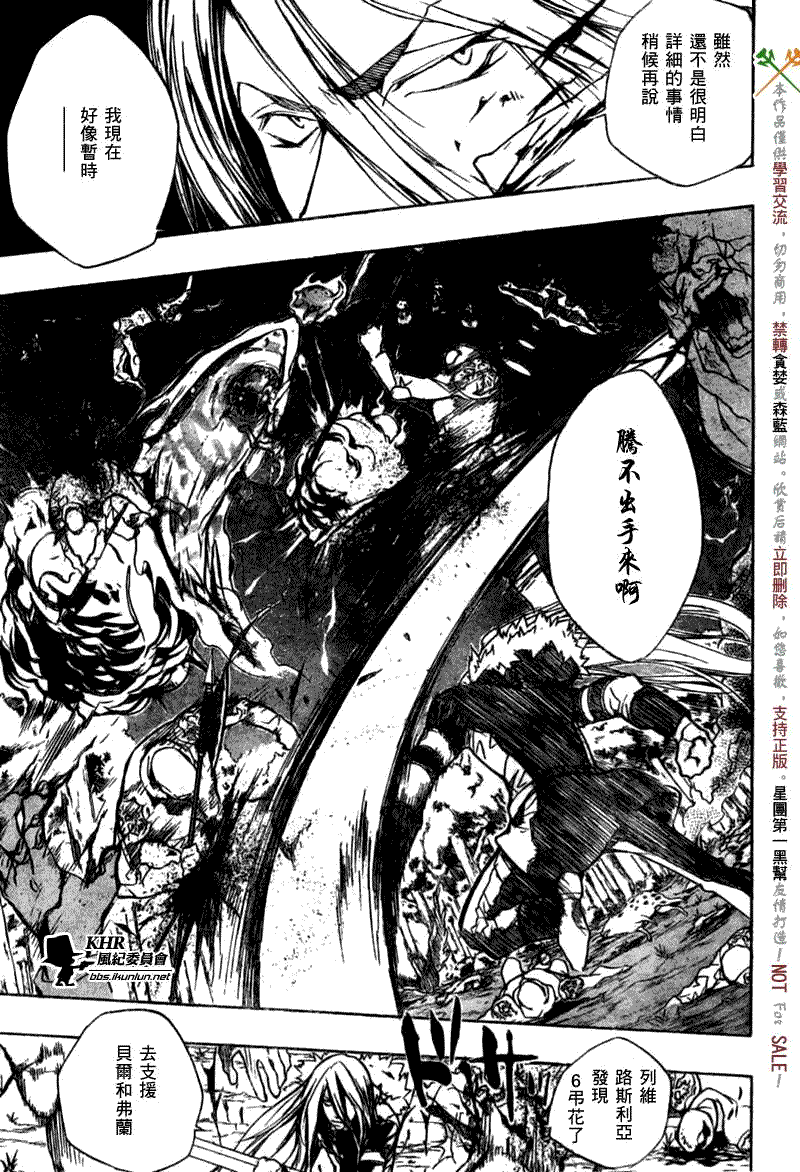 雖然
還不是很明白
詳細的事情
稍候再說
我現在
好像暫時
——
騰不出手來啊
列維
路斯利亞
發現
6弔花了
去支援
貝爾和弗蘭
ドドド
KHR
風紀委員會
bbs.ikunlun.net
本作品僅供學習交流，切勿商用，禁轉貪婪或森藍網站。欣賞后請立即刪除，如您喜歡，支持正版。星團第一黑幫友情打造—NOT For SALE—